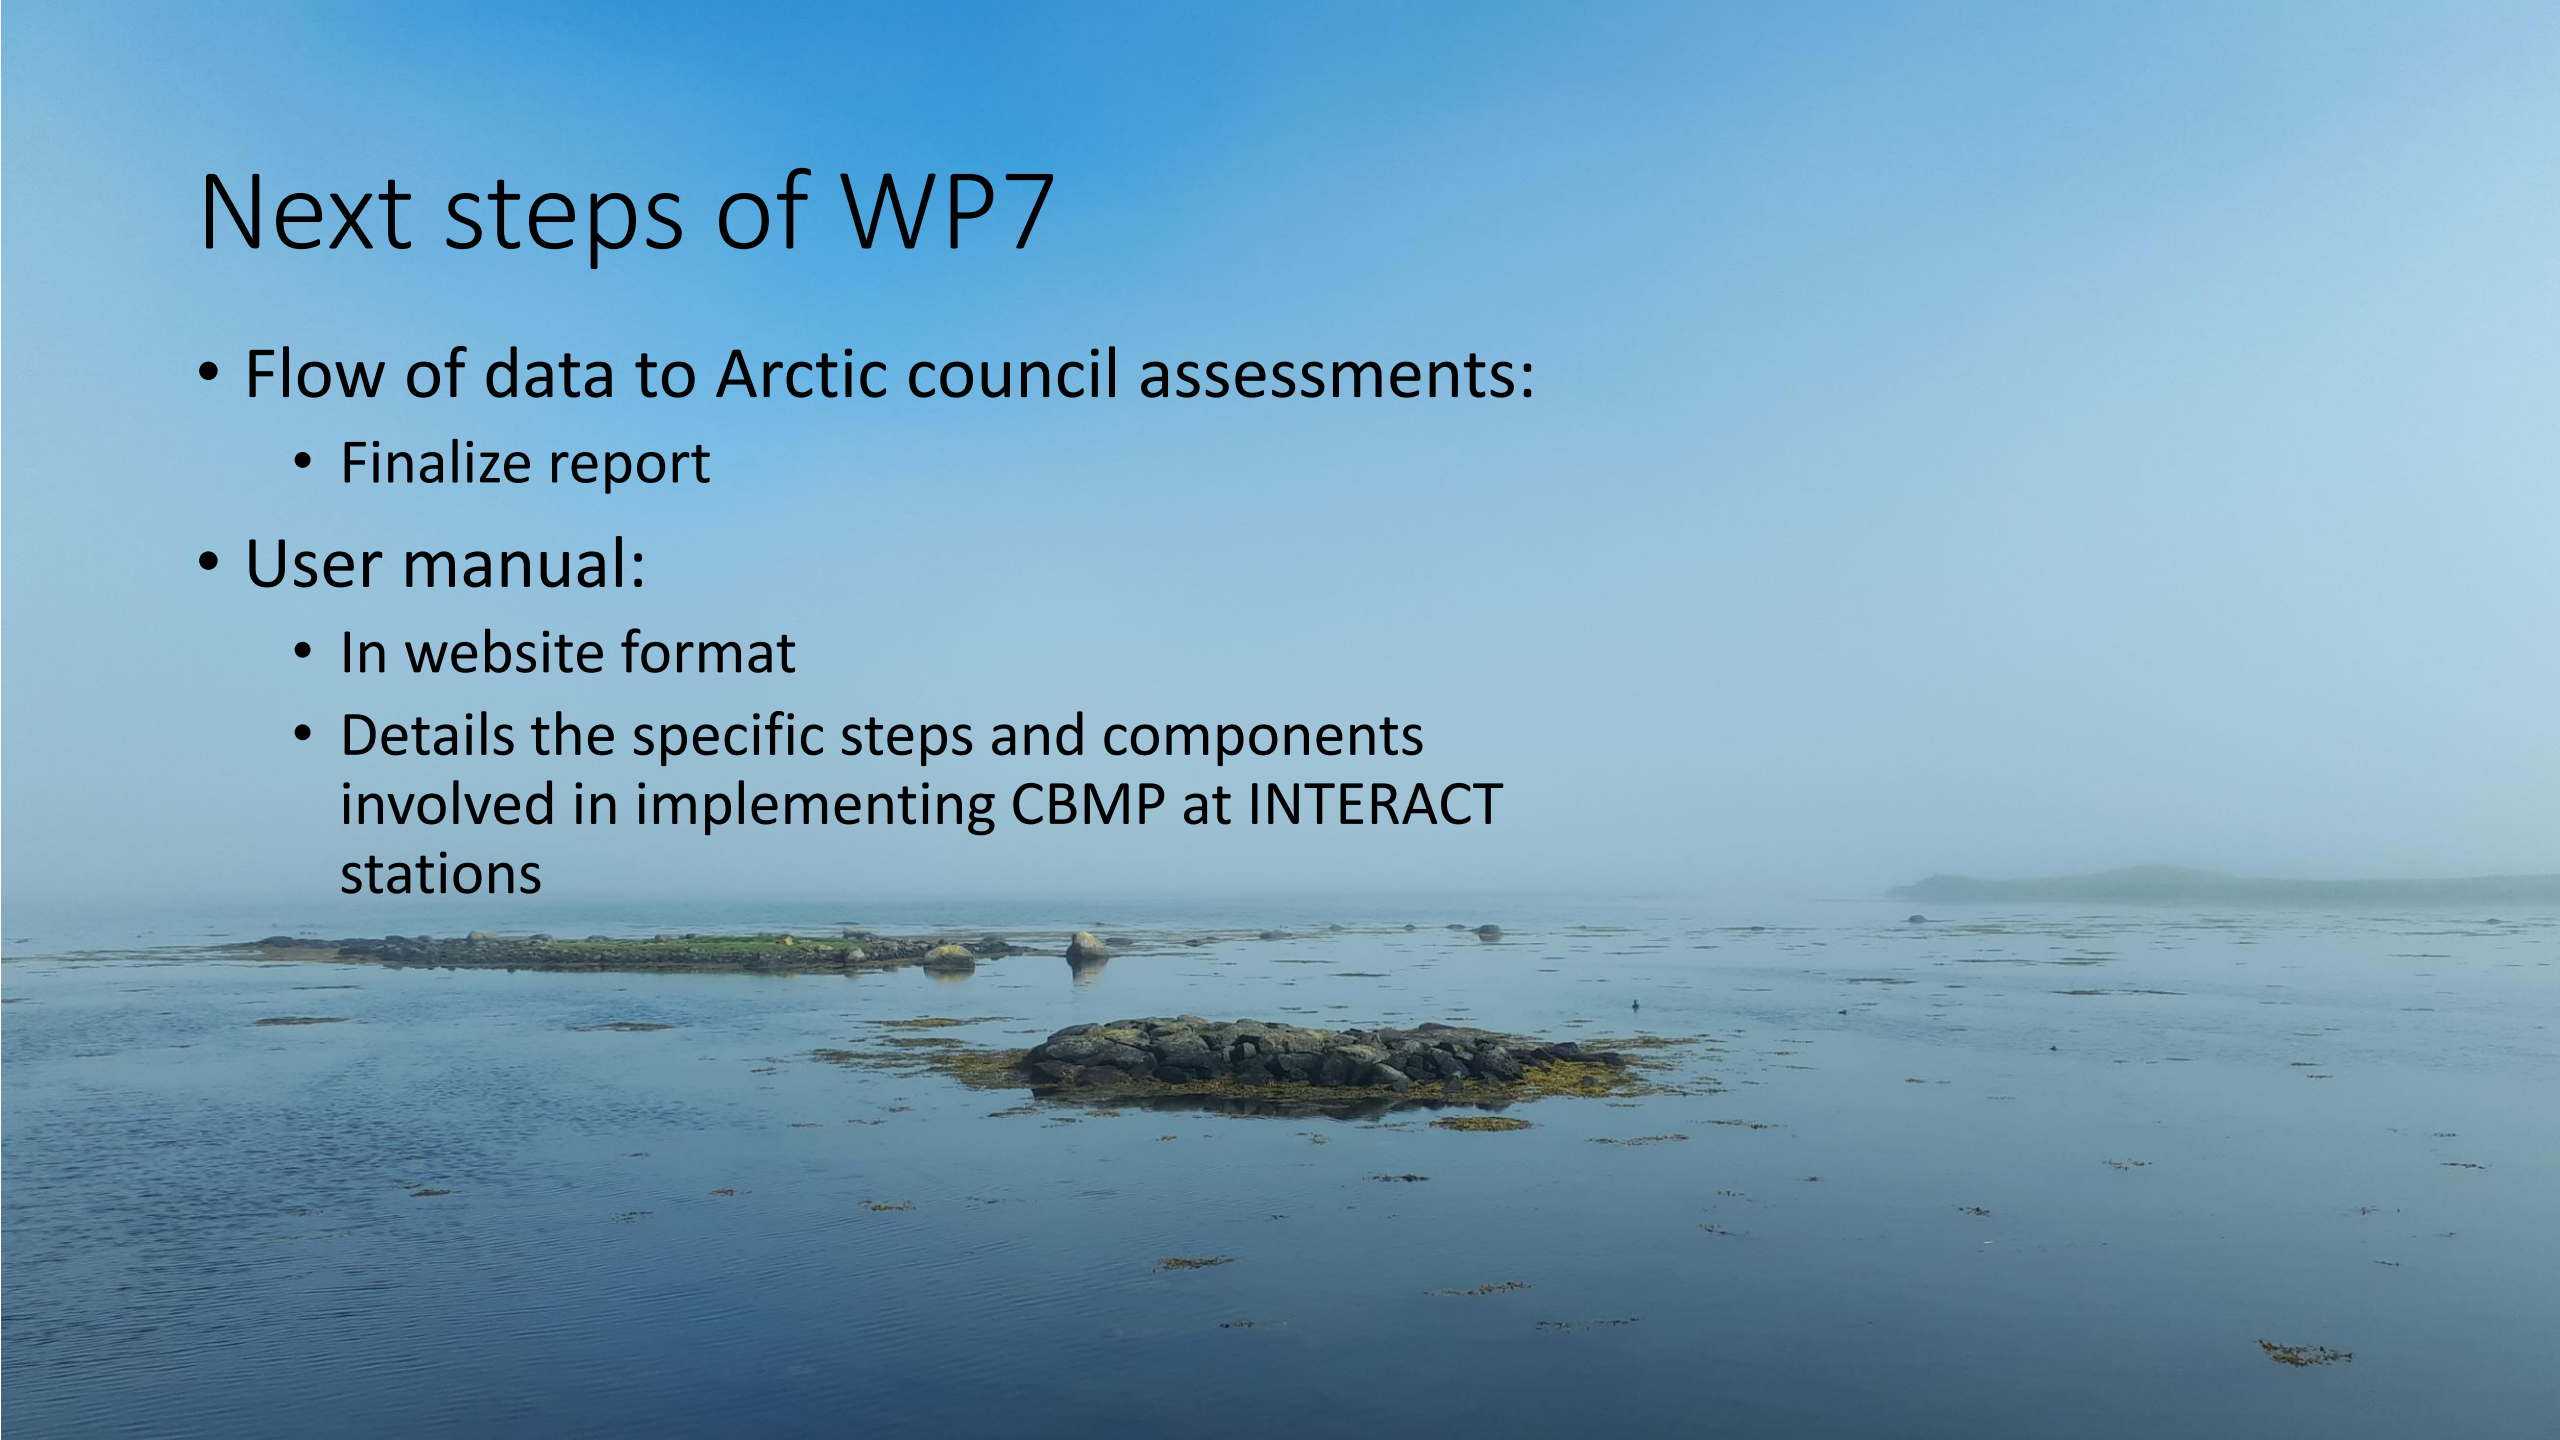 Next steps of WP7
• Flow of data to Arctic council assessments:
• Finalize report
• User manual:
• In website format
• Details the specific steps and components
involved in implementing CBMP at INTERACT
stations